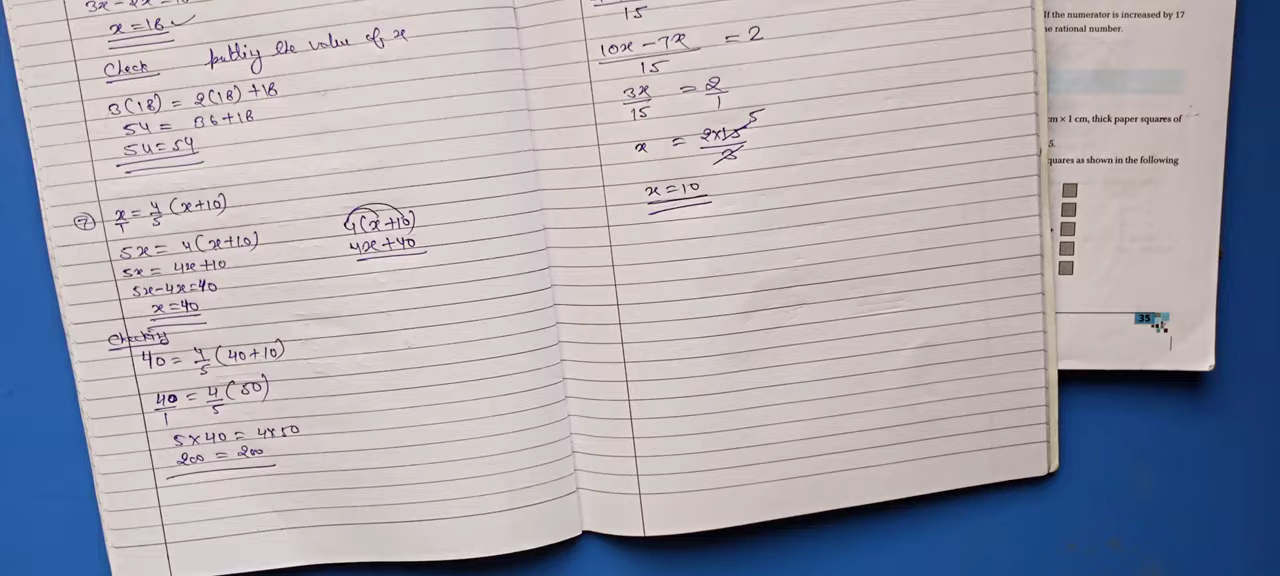 x = 18
Check putting the value of x
3(18) = 2(18) + 18
54 = 36 + 18
54 = 54
⑦ x/1 = 4/5 (x+10)
5x = 4(x+10)
5x = 4x+10
5x-4x=40
x=40
4(x+10)
4x+40
Checking
40 = 4/5 (40+10)
40/1 = 4/5 (50)
5×40 = 4×50
200 = 200
15
10x - 7x / 15 = 2
3x/15 = 2/1
x = 2×15 5 / 3
x = 10
If the numerator is increased by 17
e rational number.
m × 1 cm, thick paper squares of
5.
quares as shown in the following
35